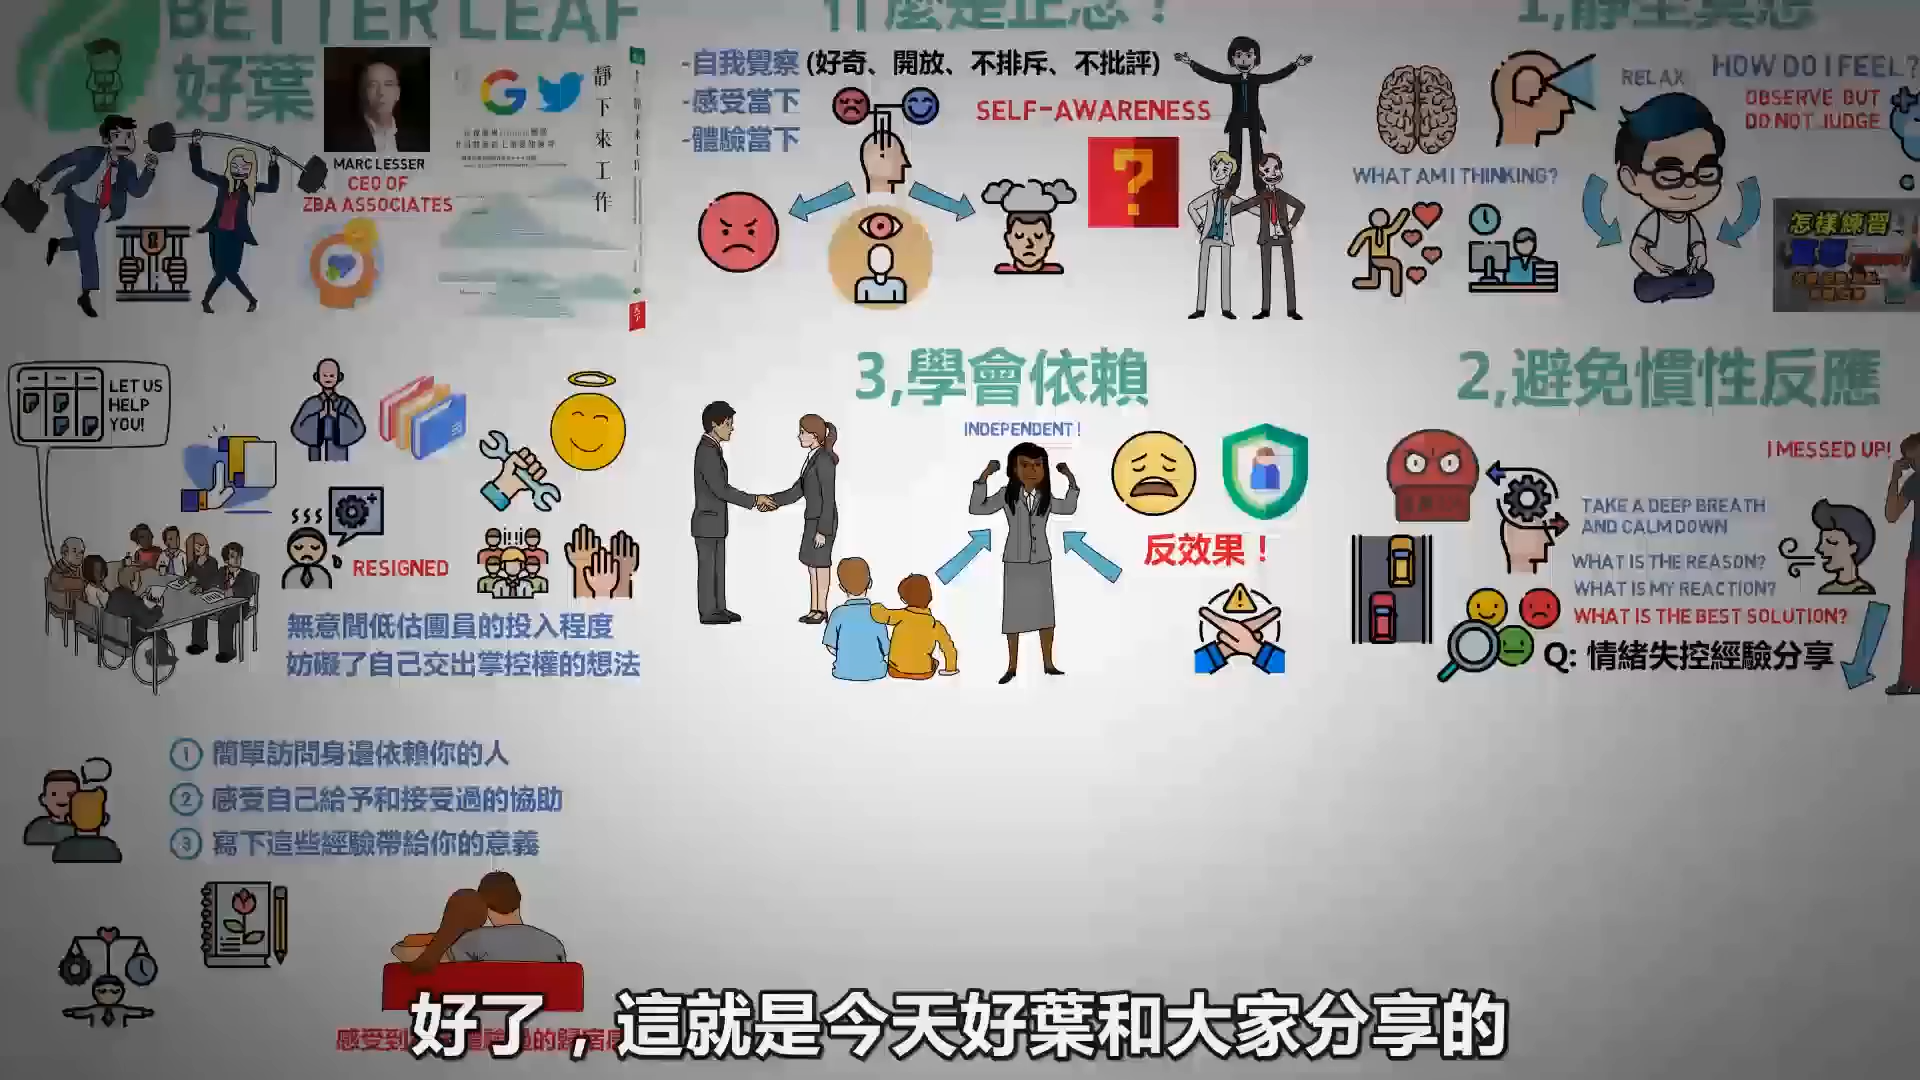 BETTER LEAF
好葉
MARC LESSER
CEO OF
ZBA ASSOCIATES
靜下來工作
什麼是正念！
-自我覺察 (好奇、開放、不排斥、不批評)
-感受當下
-體驗當下
SELF-AWARENESS
?
1,靜坐冥想
RELAX
HOW DO I FEEL?
OBSERVE BUT
DO NOT JUDGE
WHAT AM I THINKING?
怎樣練習
LET US
HELP
YOU!
RESIGNED
無意間低估團員的投入程度
妨礙了自己交出掌控權的想法
3,學會依賴
INDEPENDENT!
反效果！
2,避免慣性反應
I MESSED UP!
TAKE A DEEP BREATH
AND CALM DOWN
WHAT IS THE REASON?
WHAT IS MY REACTION?
WHAT IS THE BEST SOLUTION?
Q: 情緒失控經驗分享
1 簡單訪問身邊依賴你的人
2 感受自己給予和接受過的協助
3 寫下這些經驗帶給你的意義
感受到
好了，這就是今天好葉和大家分享的